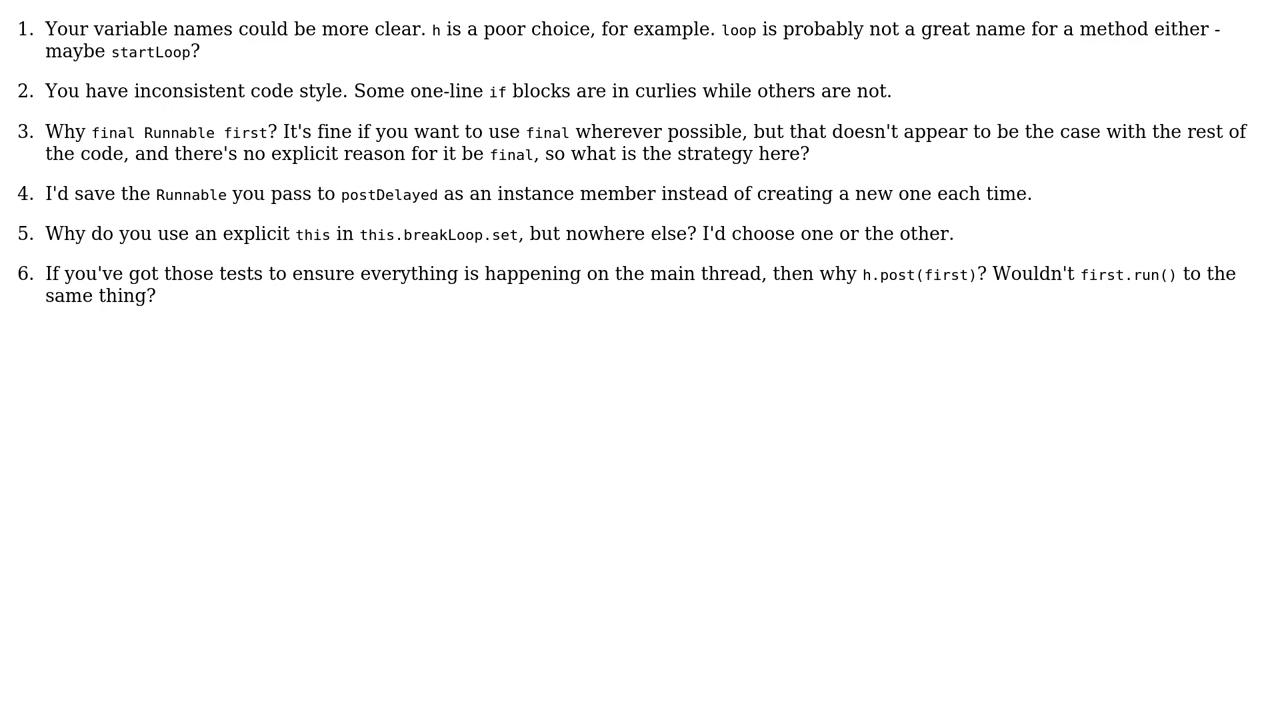 1. Your variable names could be more clear. h is a poor choice, for example. loop is probably not a great name for a method either -
maybe startLoop?
2. You have inconsistent code style. Some one-line if blocks are in curlies while others are not.
3. Why final Runnable first? It's fine if you want to use final wherever possible, but that doesn't appear to be the case with the rest of
the code, and there's no explicit reason for it be final, so what is the strategy here?
4. I'd save the Runnable you pass to postDelayed as an instance member instead of creating a new one each time.
5. Why do you use an explicit this in this.breakLoop.set, but nowhere else? I'd choose one or the other.
6. If you've got those tests to ensure everything is happening on the main thread, then why h.post(first)? Wouldn't first.run() to the
same thing?